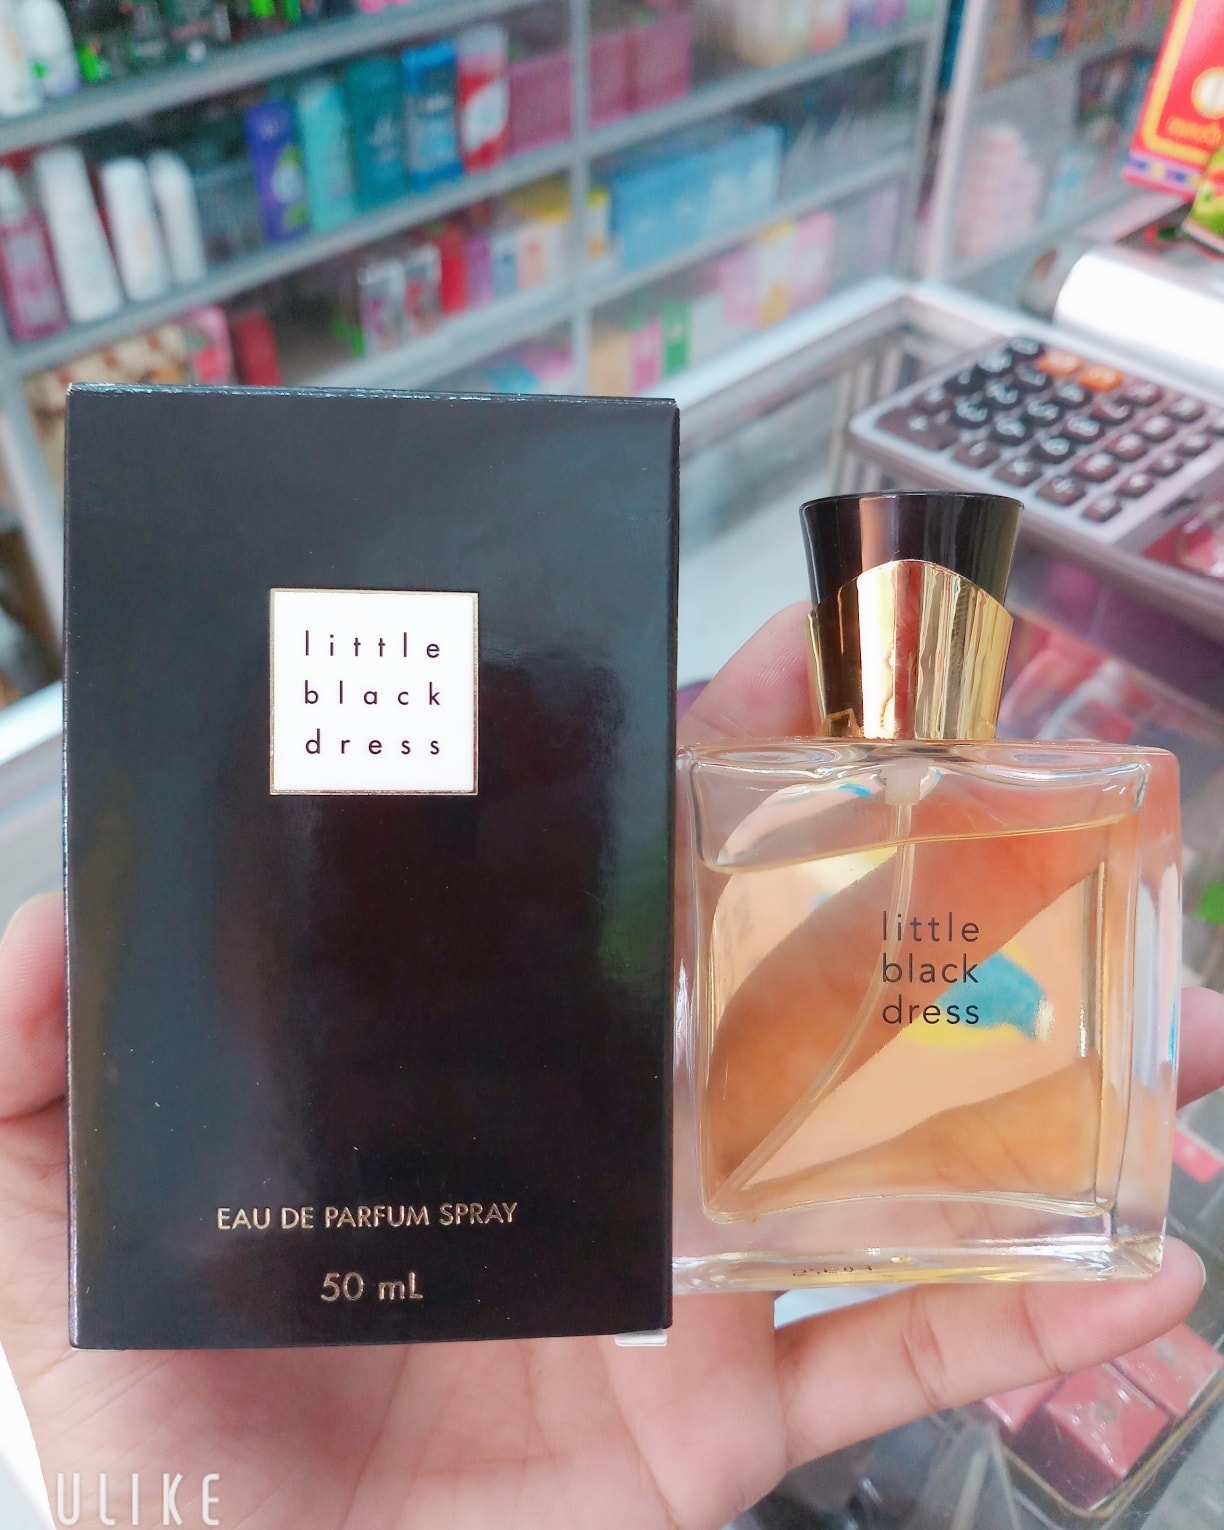 little
black
dress
EAU DE PARFUM SPRAY
50 mL
little
black
dress
ULIKE